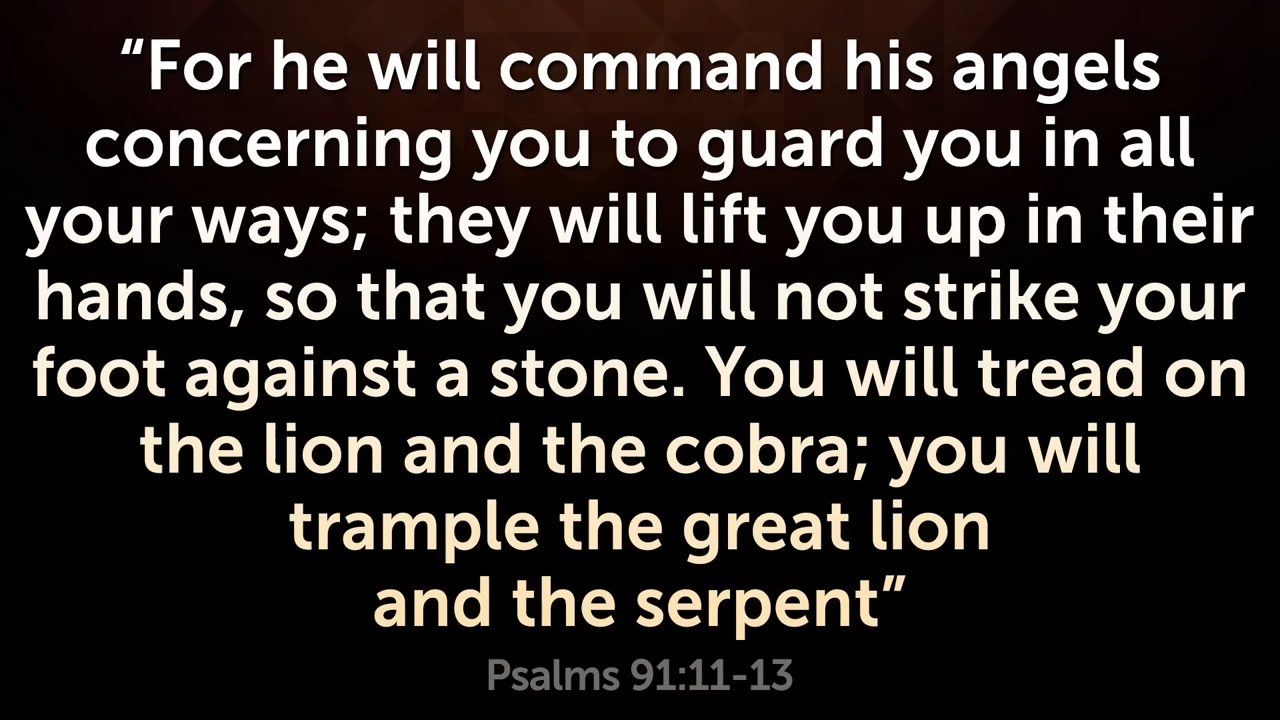 “For he will command his angels
concerning you to guard you in all
your ways; they will lift you up in their
hands, so that you will not strike your
foot against a stone. You will tread on
the lion and the cobra; you will
trample the great lion
and the serpent”
Psalms 91:11-13